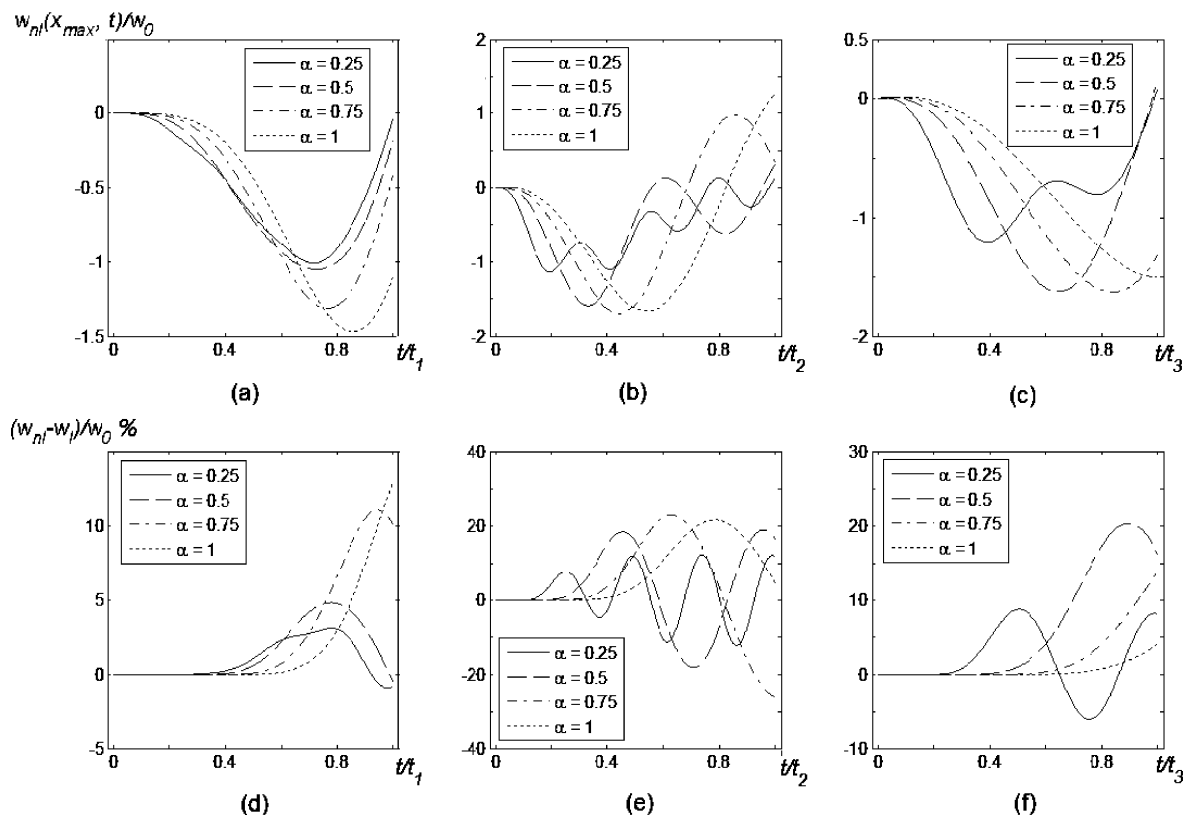 w_nl(x_max, t)/w_0
0
-0.5
-1
-1.5
0 0.4 0.8 t/t_1
α = 0.25
α = 0.5
α = 0.75
α = 1
(a)
2
1
0
-1
-2
0 0.4 0.8 t/t_2
α = 0.25
α = 0.5
α = 0.75
α = 1
(b)
0.5
0
-1
-2
0 0.4 0.8 t/t_3
α = 0.25
α = 0.5
α = 0.75
α = 1
(c)
(w_nl-w_l)/w_0 %
10
5
0
-5
0 0.4 0.8 t/t_1
α = 0.25
α = 0.5
α = 0.75
α = 1
(d)
40
20
0
-20
-40
0 0.4 0.8 t/t_2
α = 0.25
α = 0.5
α = 0.75
α = 1
(e)
30
20
10
0
-10
0 0.4 0.8 t/t_3
α = 0.25
α = 0.5
α = 0.75
α = 1
(f)